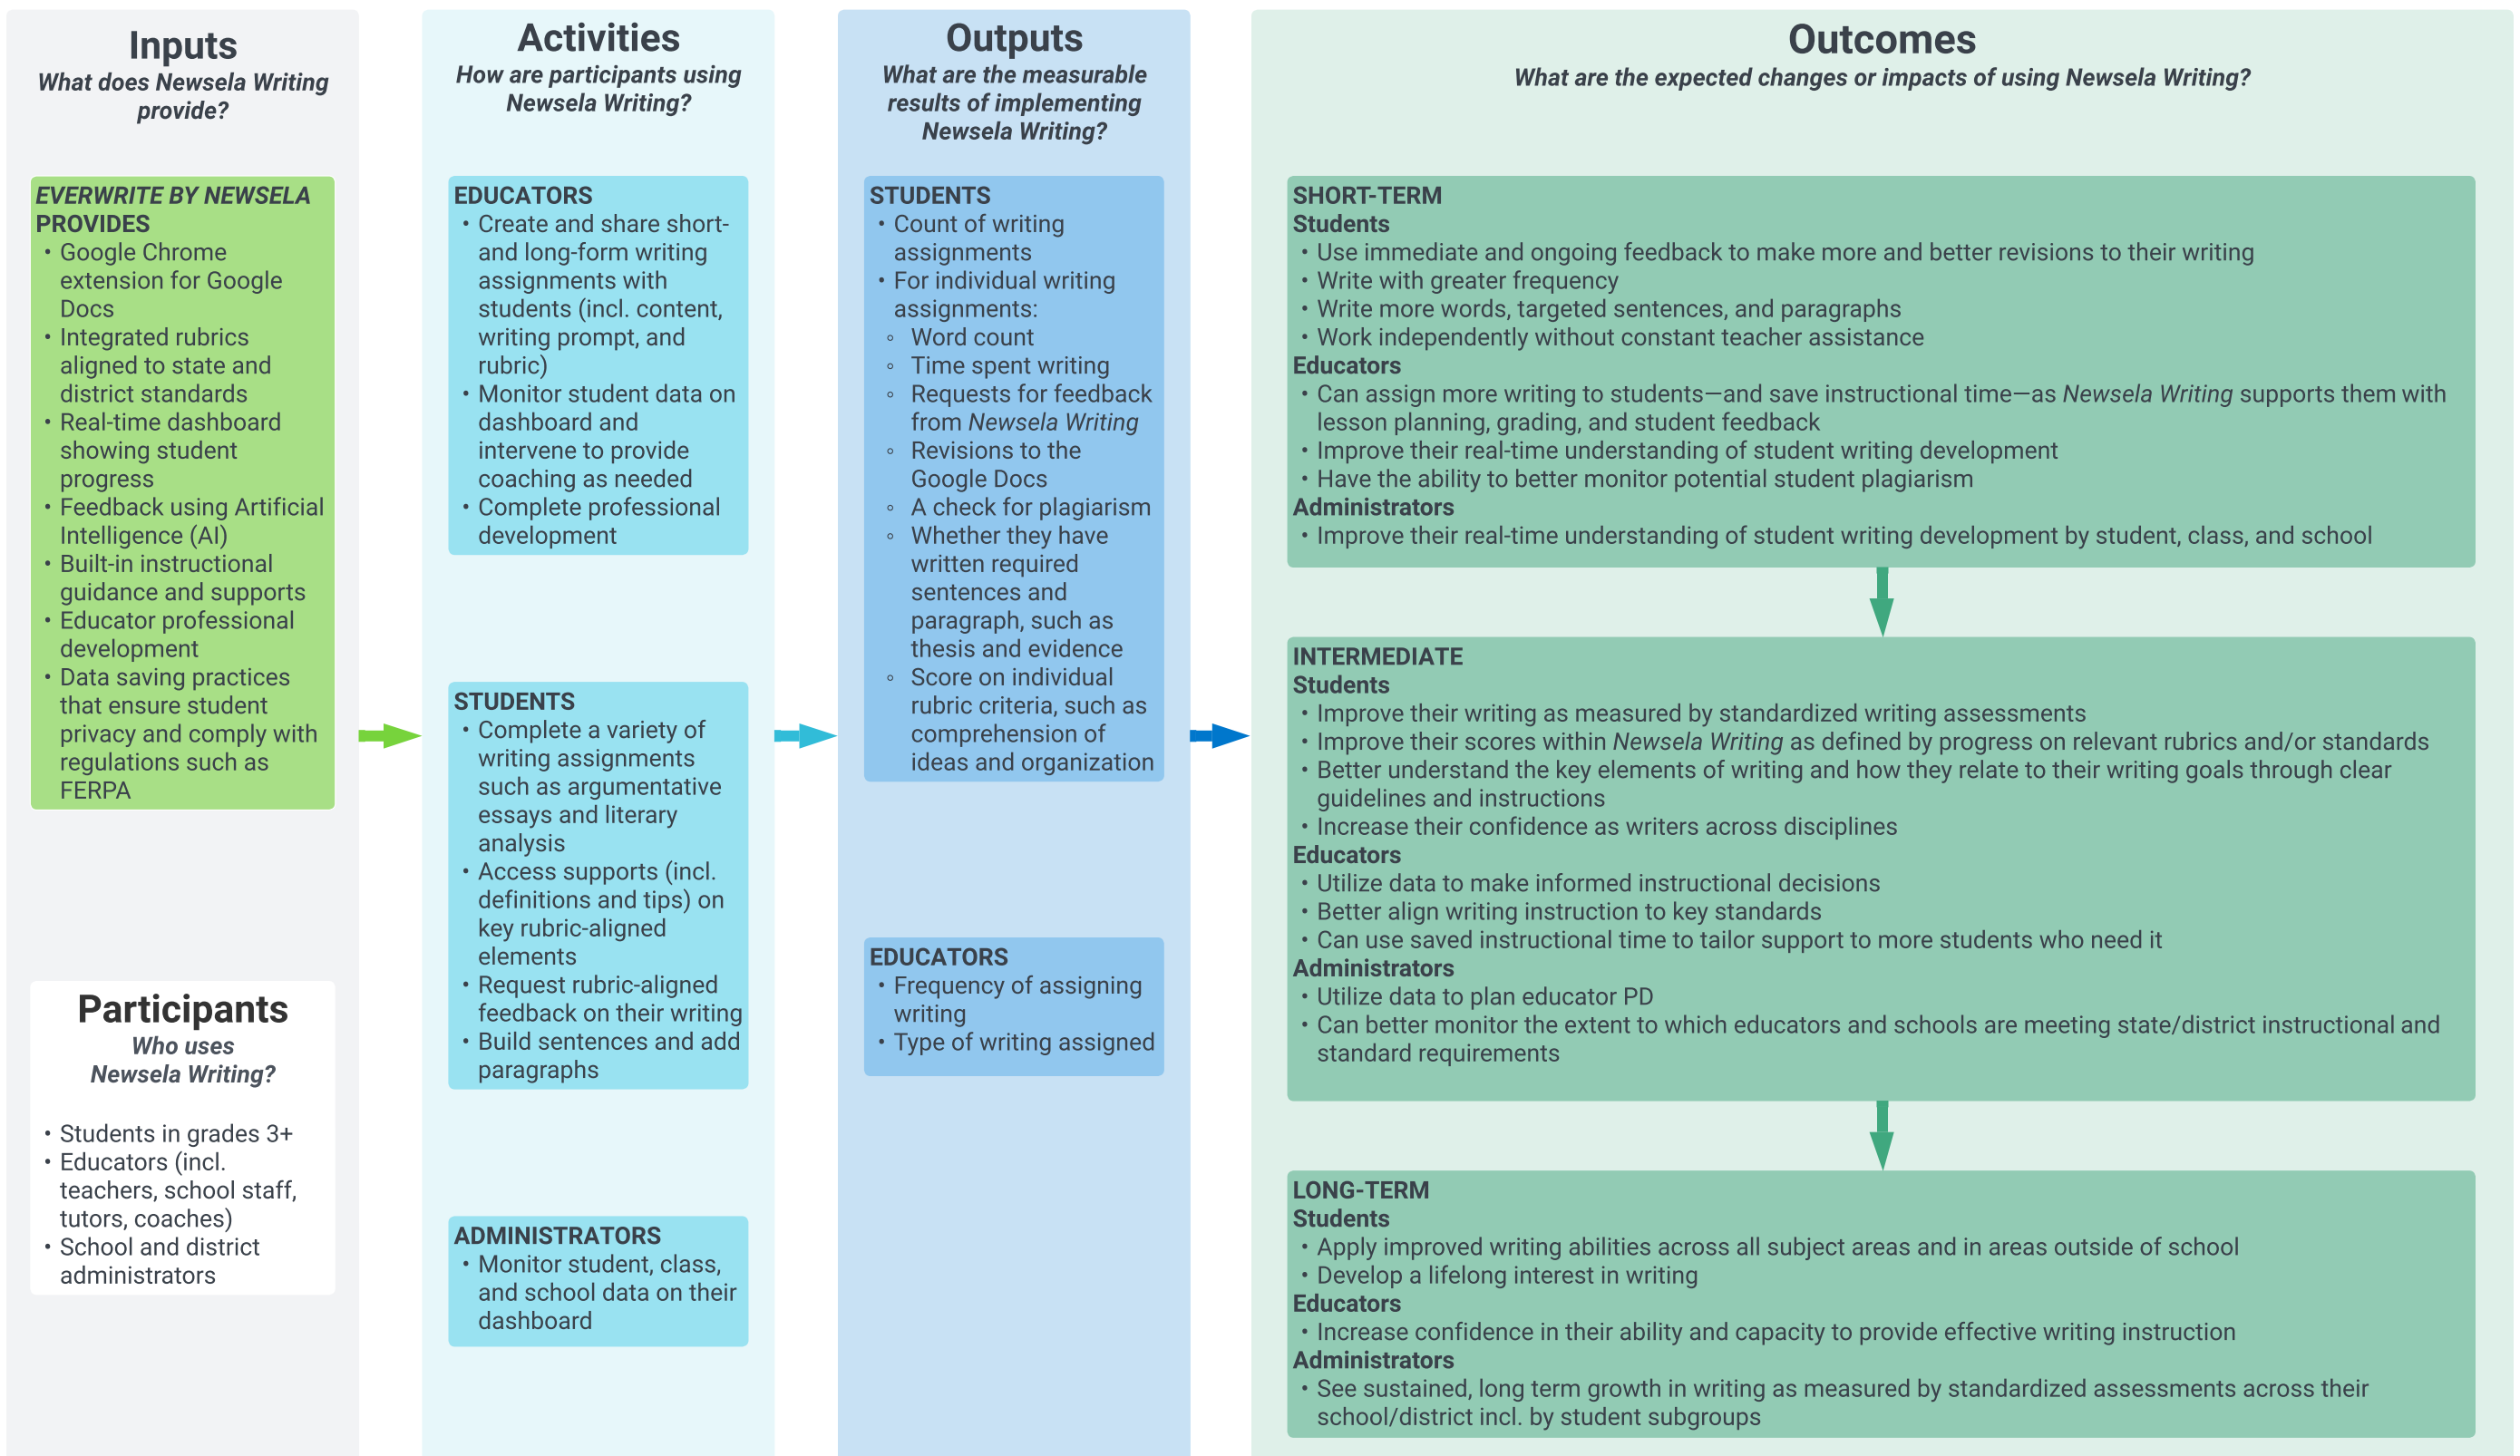 Inputs
What does Newsela Writing
provide?
EVERWRITE BY NEWSELA
PROVIDES
• Google Chrome
extension for Google
Docs
• Integrated rubrics
aligned to state and
district standards
• Real-time dashboard
showing student
progress
• Feedback using Artificial
Intelligence (AI)
• Built-in instructional
guidance and supports
• Educator professional
development
• Data saving practices
that ensure student
privacy and comply with
regulations such as
FERPA
Participants
Who uses
Newsela Writing?
• Students in grades 3+
• Educators (incl.
teachers, school staff,
tutors, coaches)
• School and district
administrators
Activities
How are participants using
Newsela Writing?
EDUCATORS
• Create and share short-
and long-form writing
assignments with
students (incl. content,
writing prompt, and
rubric)
• Monitor student data on
dashboard and
intervene to provide
coaching as needed
• Complete professional
development
STUDENTS
• Complete a variety of
writing assignments
such as argumentative
essays and literary
analysis
• Access supports (incl.
definitions and tips) on
key rubric-aligned
elements
• Request rubric-aligned
feedback on their writing
• Build sentences and add
paragraphs
ADMINISTRATORS
• Monitor student, class,
and school data on their
dashboard
Outputs
What are the measurable
results of implementing
Newsela Writing?
STUDENTS
• Count of writing
assignments
• For individual writing
assignments:
◦ Word count
◦ Time spent writing
◦ Requests for feedback
from Newsela Writing
◦ Revisions to the
Google Docs
◦ A check for plagiarism
◦ Whether they have
written required
sentences and
paragraph, such as
thesis and evidence
◦ Score on individual
rubric criteria, such as
comprehension of
ideas and organization
EDUCATORS
• Frequency of assigning
writing
• Type of writing assigned
Outcomes
What are the expected changes or impacts of using Newsela Writing?
SHORT-TERM
Students
• Use immediate and ongoing feedback to make more and better revisions to their writing
• Write with greater frequency
• Write more words, targeted sentences, and paragraphs
• Work independently without constant teacher assistance
Educators
• Can assign more writing to students—and save instructional time—as Newsela Writing supports them with
lesson planning, grading, and student feedback
• Improve their real-time understanding of student writing development
• Have the ability to better monitor potential student plagiarism
Administrators
• Improve their real-time understanding of student writing development by student, class, and school
INTERMEDIATE
Students
• Improve their writing as measured by standardized writing assessments
• Improve their scores within Newsela Writing as defined by progress on relevant rubrics and/or standards
• Better understand the key elements of writing and how they relate to their writing goals through clear
guidelines and instructions
• Increase their confidence as writers across disciplines
Educators
• Utilize data to make informed instructional decisions
• Better align writing instruction to key standards
• Can use saved instructional time to tailor support to more students who need it
Administrators
• Utilize data to plan educator PD
• Can better monitor the extent to which educators and schools are meeting state/district instructional and
standard requirements
LONG-TERM
Students
• Apply improved writing abilities across all subject areas and in areas outside of school
• Develop a lifelong interest in writing
Educators
• Increase confidence in their ability and capacity to provide effective writing instruction
Administrators
• See sustained, long term growth in writing as measured by standardized assessments across their
school/district incl. by student subgroups